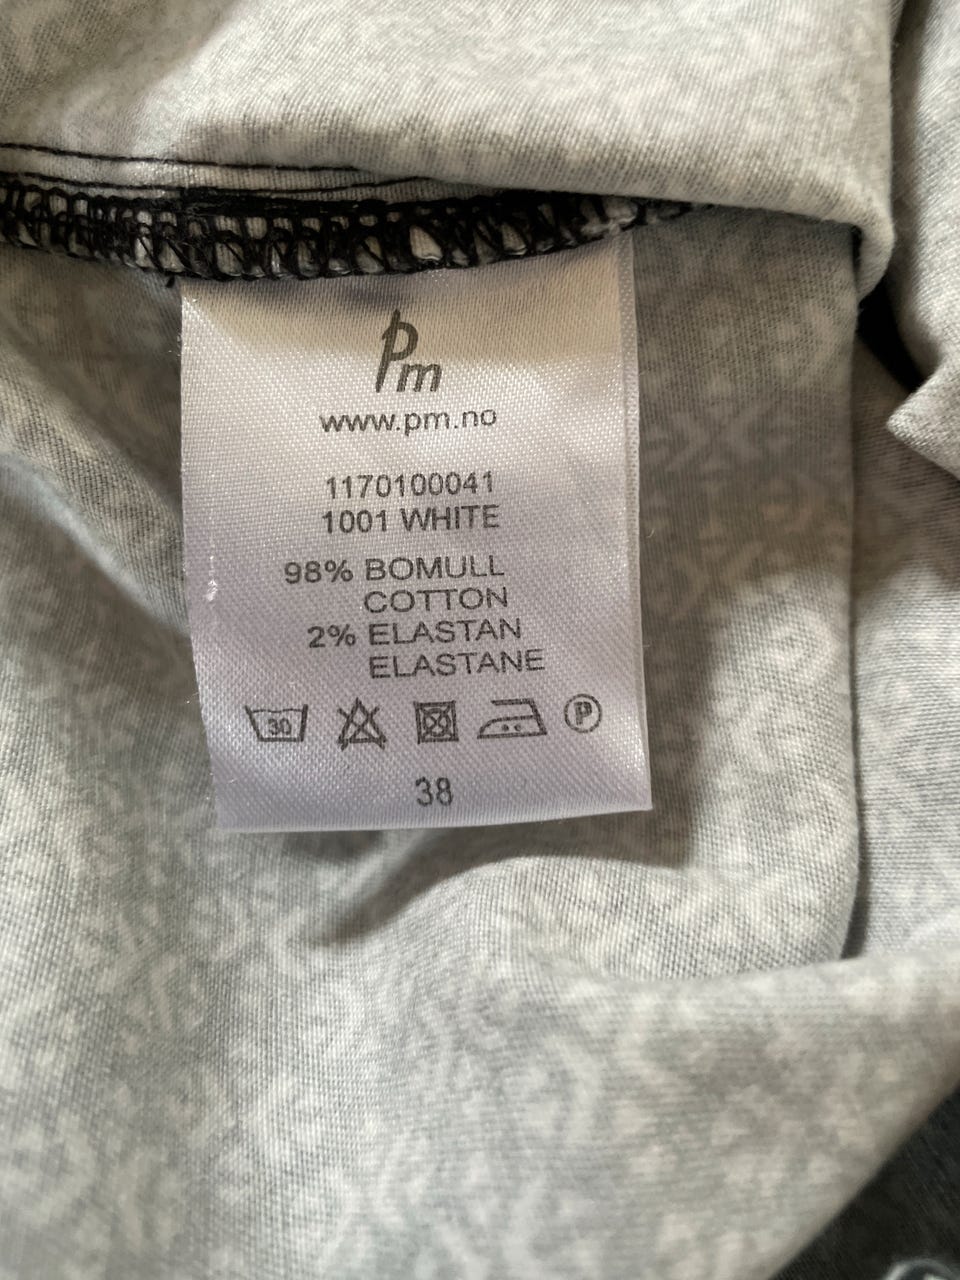 Pm
www.pm.no
1170100041
1001 WHITE
98% BOMULL
COTTON
2% ELASTAN
ELASTANE
30 P
38